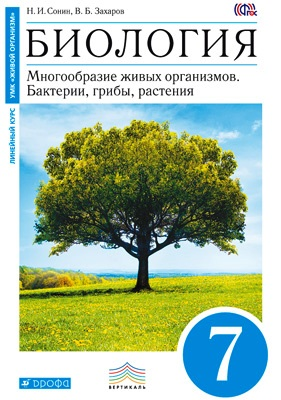 Н. И. Сонин, В. Б. Захаров
БИОЛОГИЯ
Многообразие живых организмов.
Бактерии, грибы, растения
ЛИНЕЙНЫЙ КУРС
УМК «ЖИВОЙ ОРГАНИЗМ»
7
ДРОФА
ВЕРТИКАЛЬ